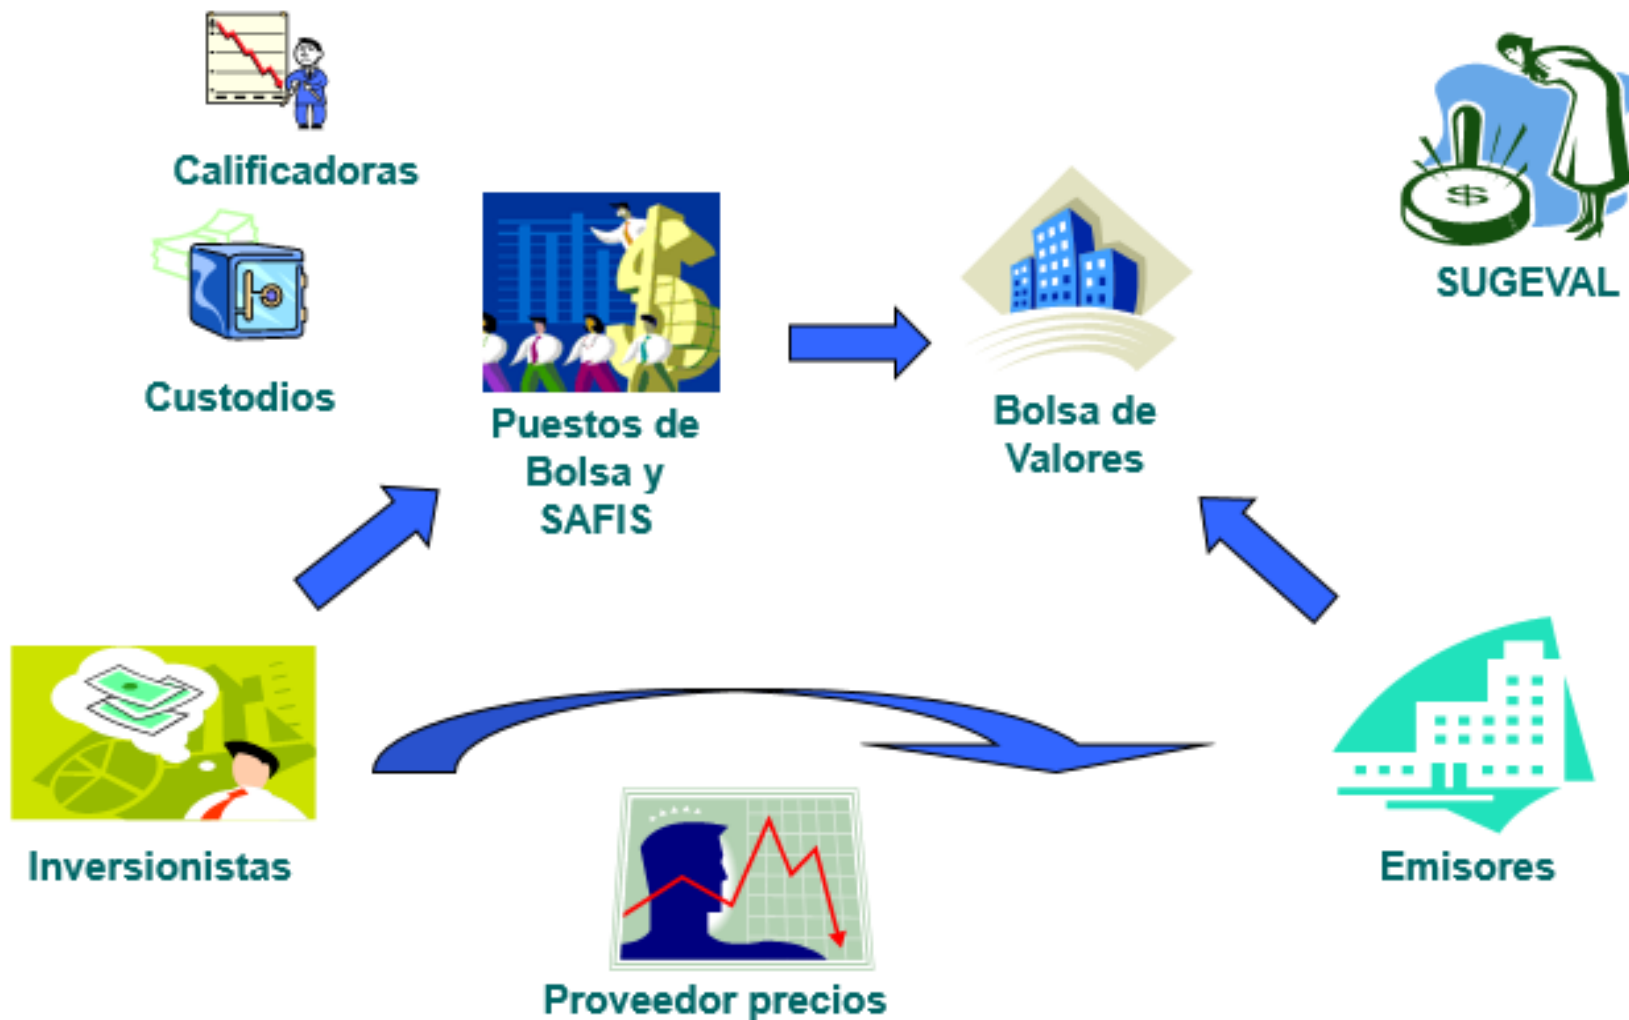 Calificadoras
$
SUGEVAL
Custodios
Puestos de
Bolsa y
SAFIS
Bolsa de
Valores
Inversionistas
Emisores
Proveedor precios